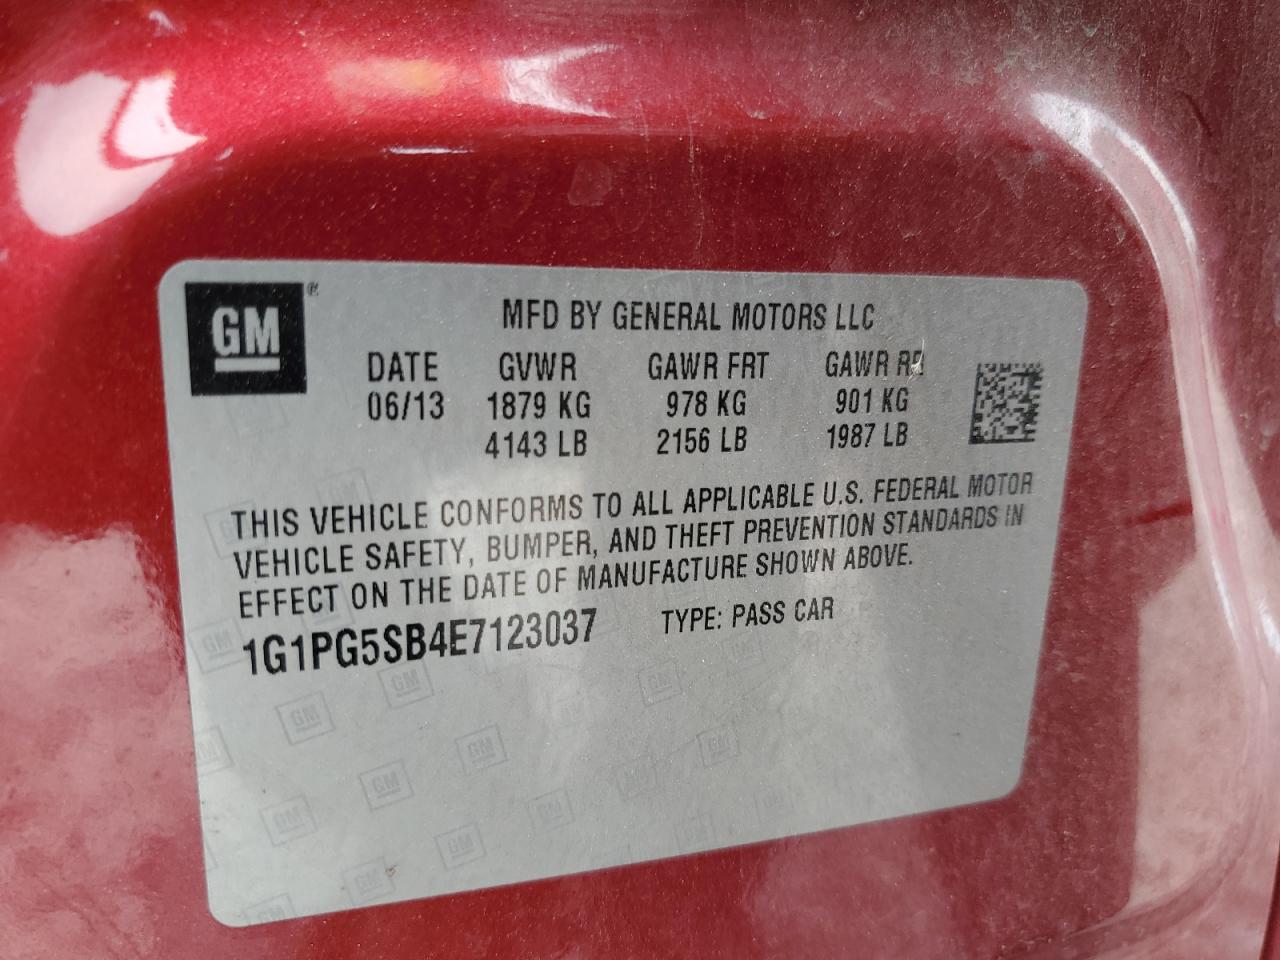 GM®
MFD BY GENERAL MOTORS LLC
DATE GVWR GAWR FRT GAWR RR
06/13 1879 KG 978 KG 901 KG
4143 LB 2156 LB 1987 LB
THIS VEHICLE CONFORMS TO ALL APPLICABLE U.S. FEDERAL MOTOR
VEHICLE SAFETY, BUMPER, AND THEFT PREVENTION STANDARDS IN
EFFECT ON THE DATE OF MANUFACTURE SHOWN ABOVE.
1G1PG5SB4E7123037 TYPE: PASS CAR